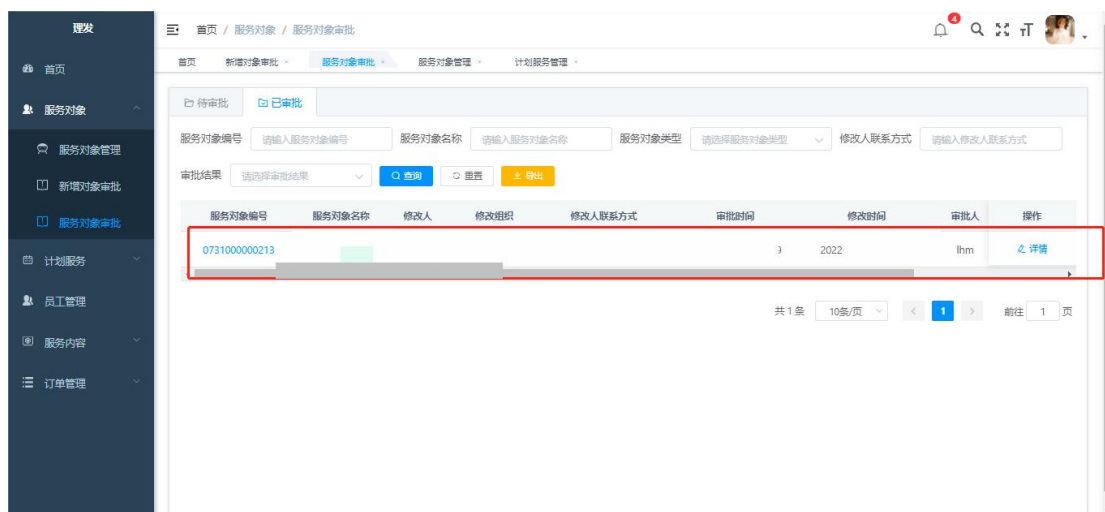 理发
首页 / 服务对象 / 服务对象审批
4
首页
新增对象审批
服务对象审批
服务对象管理
计划服务管理
首页
服务对象
服务对象管理
新增对象审批
服务对象审批
计划服务
员工管理
服务内容
订单管理
待审批
已审批
服务对象编号 请输入服务对象编号 服务对象名称 请输入服务对象名称 服务对象类型 请选择服务对象类型 修改人联系方式 请输入修改人联系方式
审批结果 请选择审批结果 查询 重置 导出
服务对象编号 服务对象名称 修改人 修改组织 修改人联系方式 审批时间 修改时间 审批人 操作
0731000000213 2022 lhm 详情
共1条 10条/页 1 前往 1 页